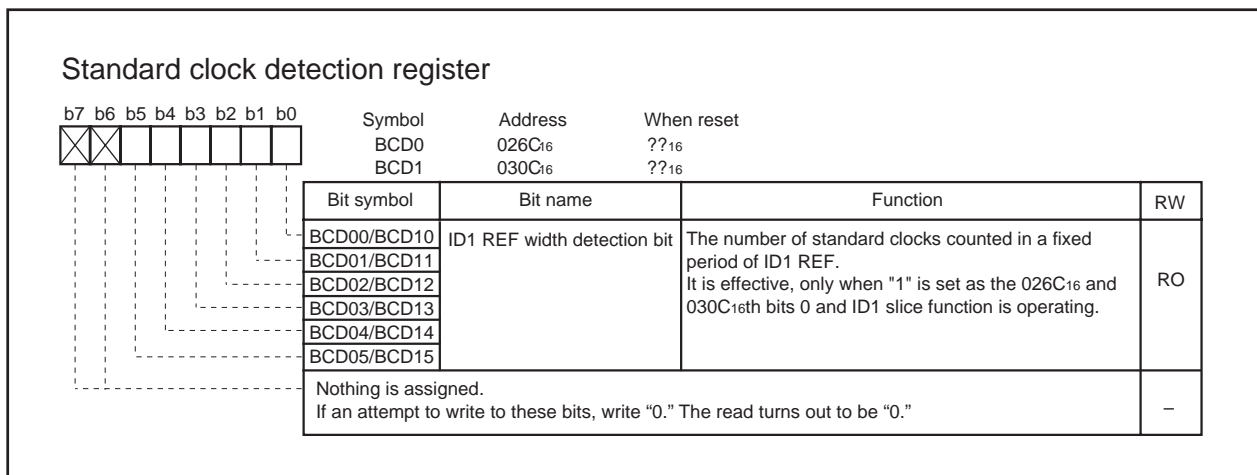 Standard clock detection register
b7 b6 b5 b4 b3 b2 b1 b0
Symbol Address When reset
BCD0 026C16 ??16
BCD1 030C16 ??16
Bit symbol Bit name Function RW
BCD00/BCD10 ID1 REF width detection bit The number of standard clocks counted in a fixed
BCD01/BCD11 period of ID1 REF.
BCD02/BCD12 It is effective, only when "1" is set as the 026C16 and RO
BCD03/BCD13 030C16th bits 0 and ID1 slice function is operating.
BCD04/BCD14
BCD05/BCD15
Nothing is assigned.
If an attempt to write to these bits, write “0.” The read turns out to be “0.” –